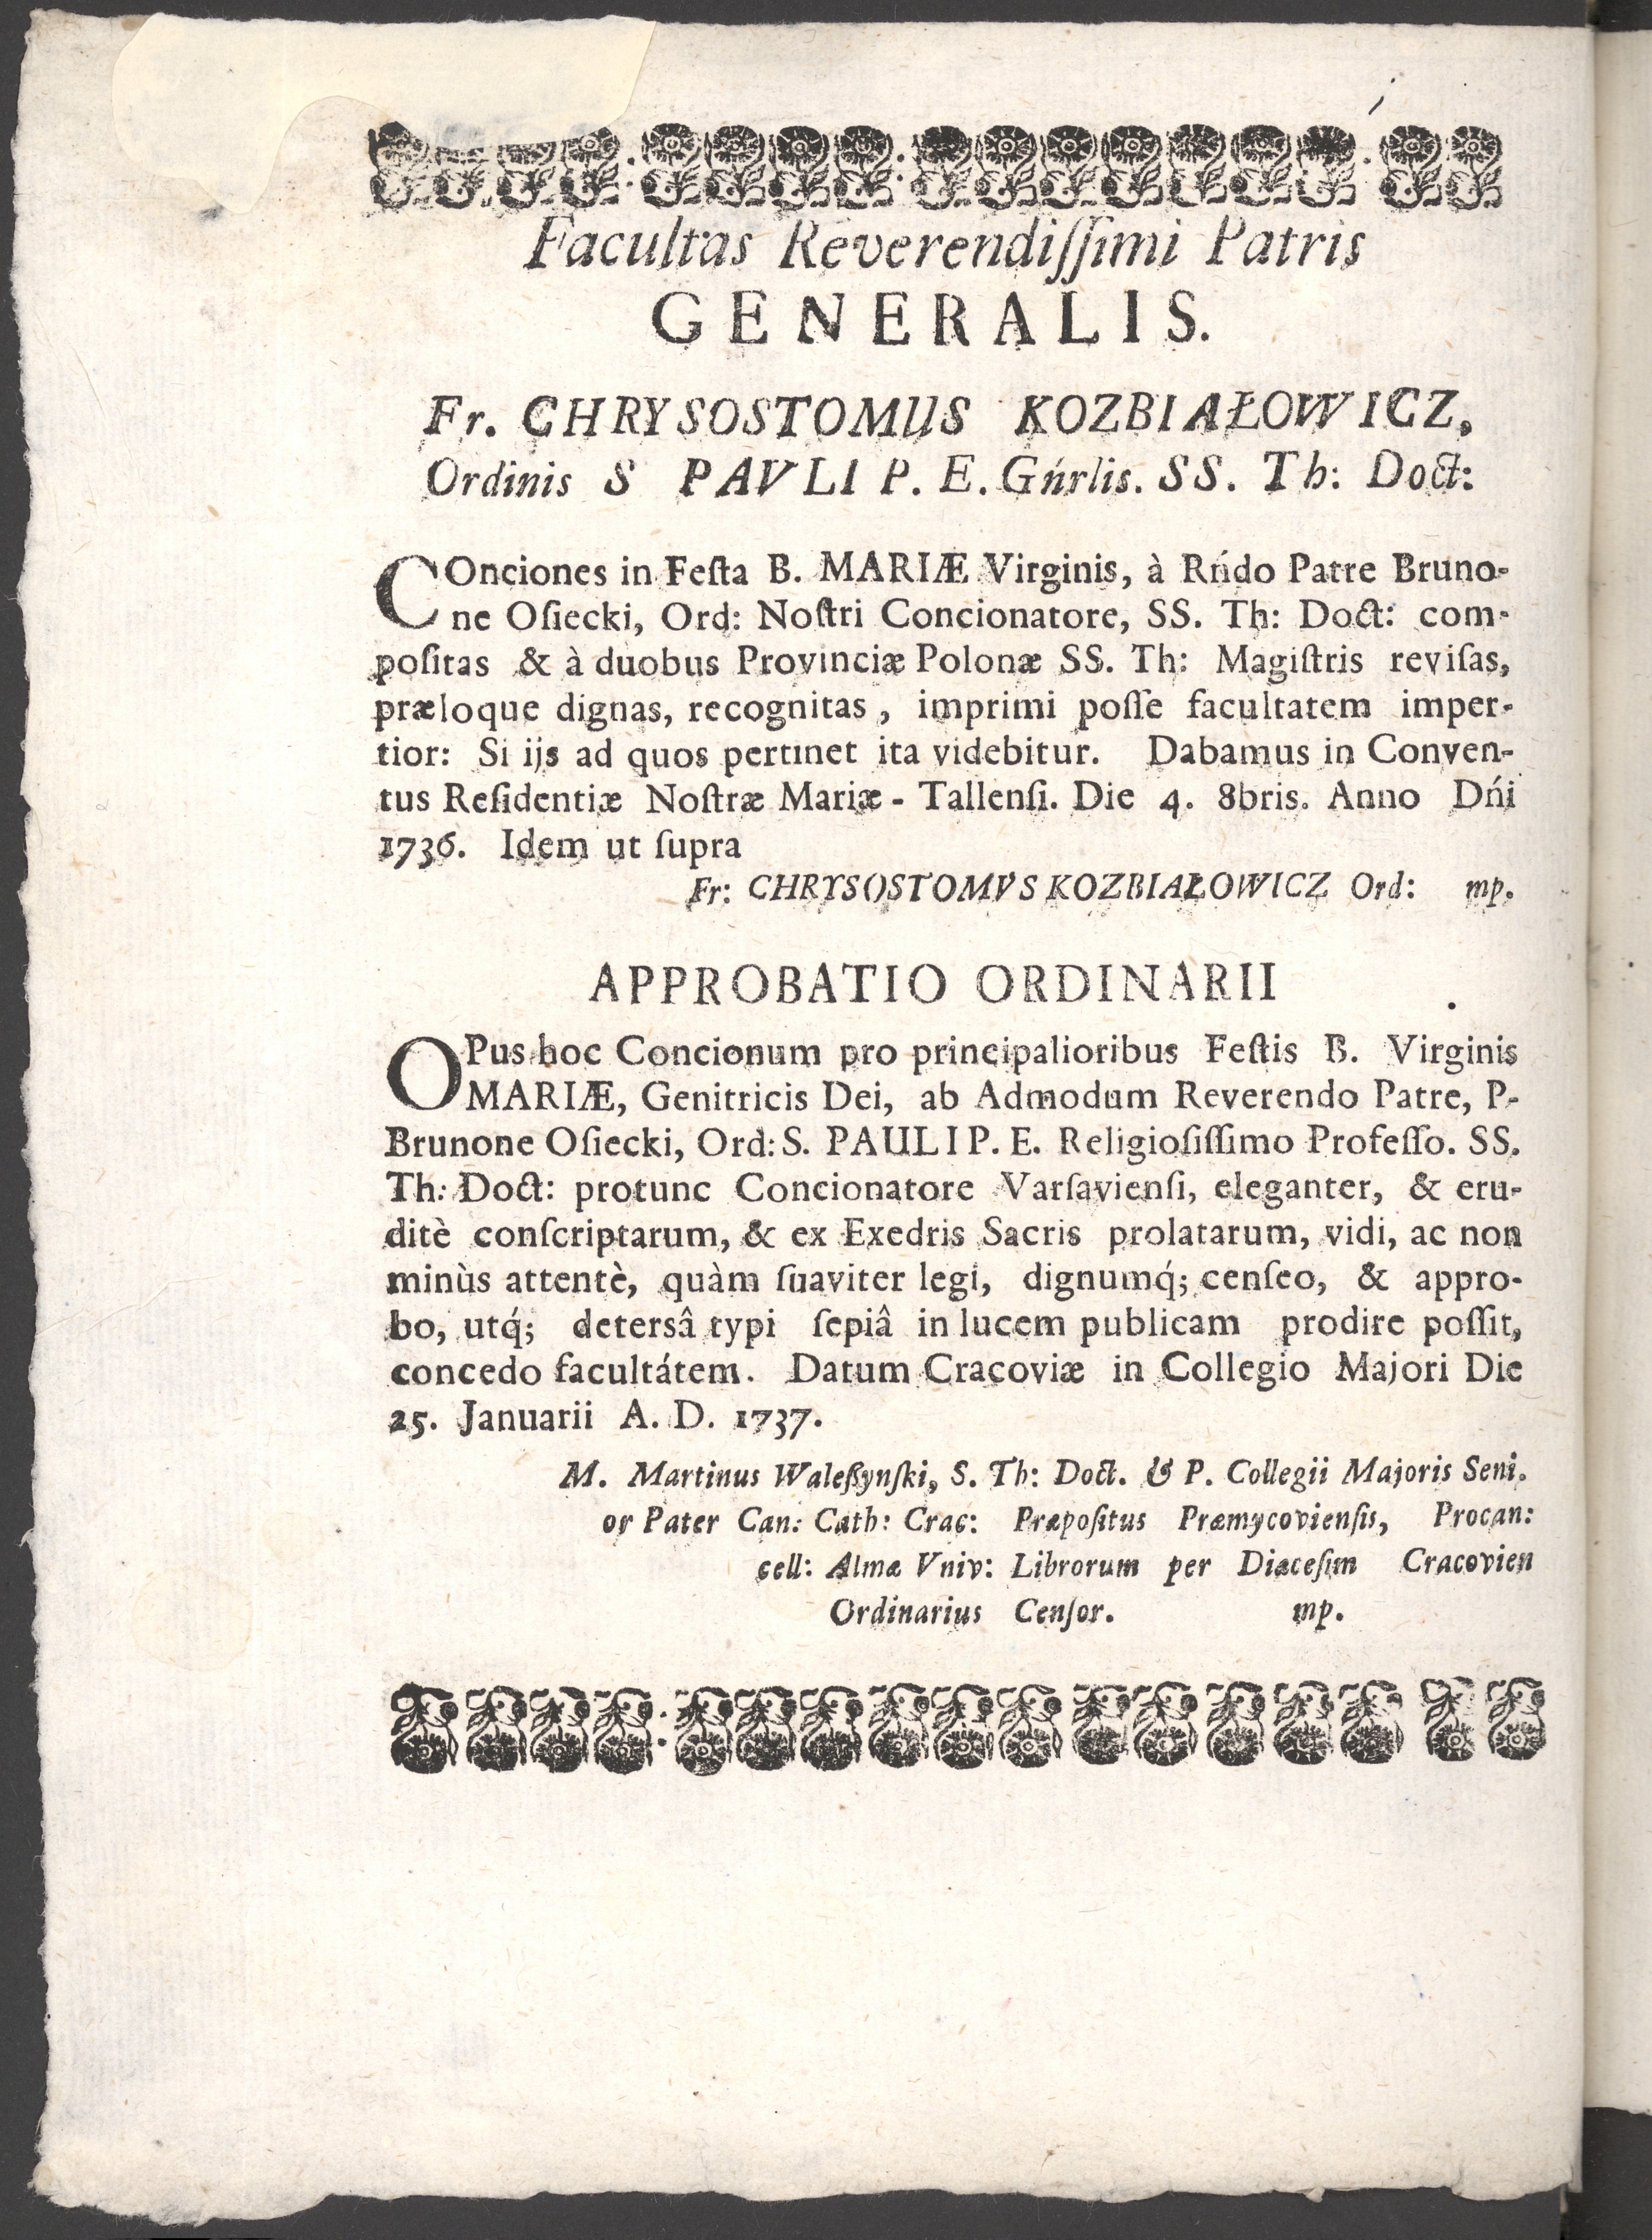 Facultas Reverendiſſimi Patris
GENERALIS.
Fr. CHRYSOSTOMUS KOZBIAŁOWICZ,
Ordinis S PAVLI P. E. Gńrlis. SS. Th: Doct:
COnciones in Feſta B. MARIÆ Virginis, à Rńdo Patre Bruno-
ne Oſiecki, Ord: Noſtri Concionatore, SS. Th: Doct: com-
poſitas & à duobus Provinciæ Polonæ SS. Th: Magiſtris reviſas,
præloque dignas, recognitas, imprimi poſſe facultatem imper-
tior: Si ijs ad quos pertinet ita videbitur. Dabamus in Conven-
tus Reſidentiæ Noſtræ Mariæ - Tallenſi. Die 4. 8bris. Anno Dńi
1736. Idem ut ſupra
Fr: CHRYSOSTOMVS KOZBIAŁOWICZ Ord: mp.
APPROBATIO ORDINARII
OPus hoc Concionum pro principalioribus Feſtis B. Virginis
MARIÆ, Genitricis Dei, ab Admodum Reverendo Patre, P-
Brunone Oſiecki, Ord: S. PAULI P. E. Religioſiſſimo Profeſſo. SS.
Th: Doct: protunc Concionatore Varſavienſi, eleganter, & eru-
ditè conſcriptarum, & ex Exedris Sacris prolatarum, vidi, ac non
minùs attentè, quàm ſuaviter legi, dignumq́; cenſeo, & appro-
bo, utq́; detersâ typi ſepiâ in lucem publicam prodire poſſit,
concedo facultátem. Datum Cracoviæ in Collegio Majori Die
25. Januarii A. D. 1737.
M. Martinus Waleßynſki, S. Th: Doct. & P. Collegii Majoris Seni.
or Pater Can: Cath: Crac: Præpoſitus Præmycovienſis, Procan:
cell: Almæ Vniv: Librorum per Diæceſim Cracovien
Ordinarius Cenſor. mp.